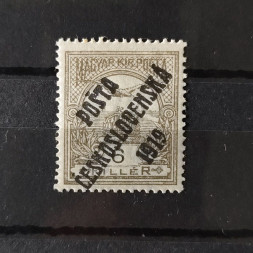 MAGYAR KIR. POSTA
POSTA
ČESKOSLOVENSKÁ
1919
6
FILLÉR